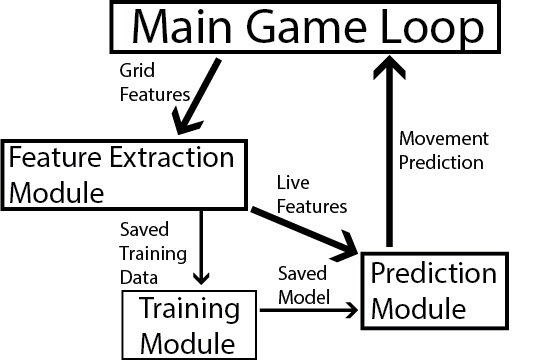 Main Game Loop
Grid
Features
Movement
Prediction
Feature Extraction
Module
Live
Features
Saved
Training
Data
Saved
Model
Prediction
Module
Training
Module